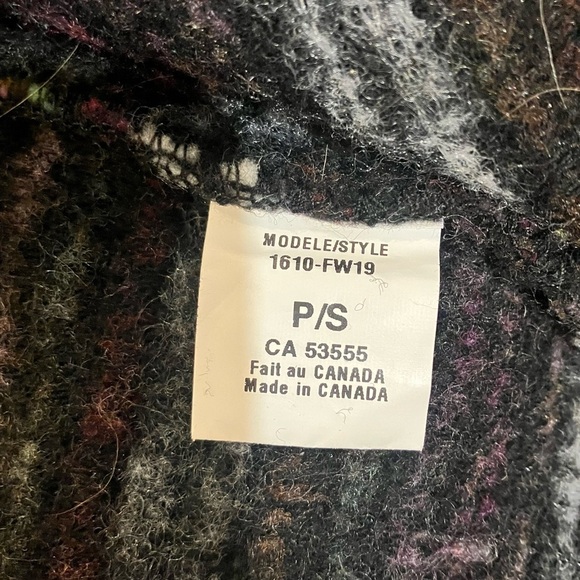 MODELE/STYLE
1610-FW19
P/S
CA 53555
Fait au CANADA
Made in CANADA